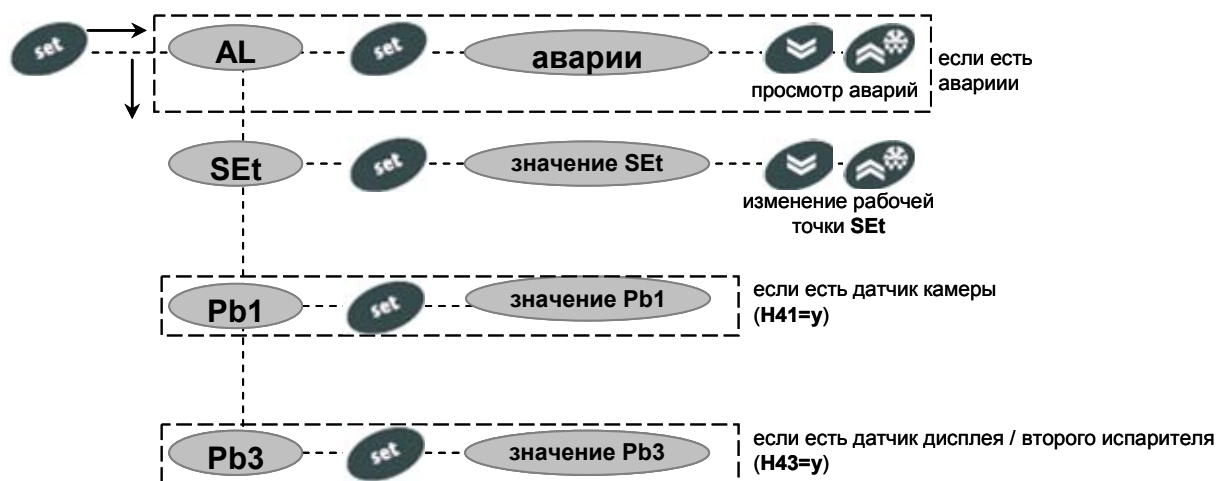 set AL set аварии
просмотр аварий
если есть
авариии
SEt set значение SEt
изменение рабочей
точки SEt
Pb1 set значение Pb1
если есть датчик камеры
(H41=y)
Pb3 set значение Pb3
если есть датчик дисплея / второго испарителя
(H43=y)